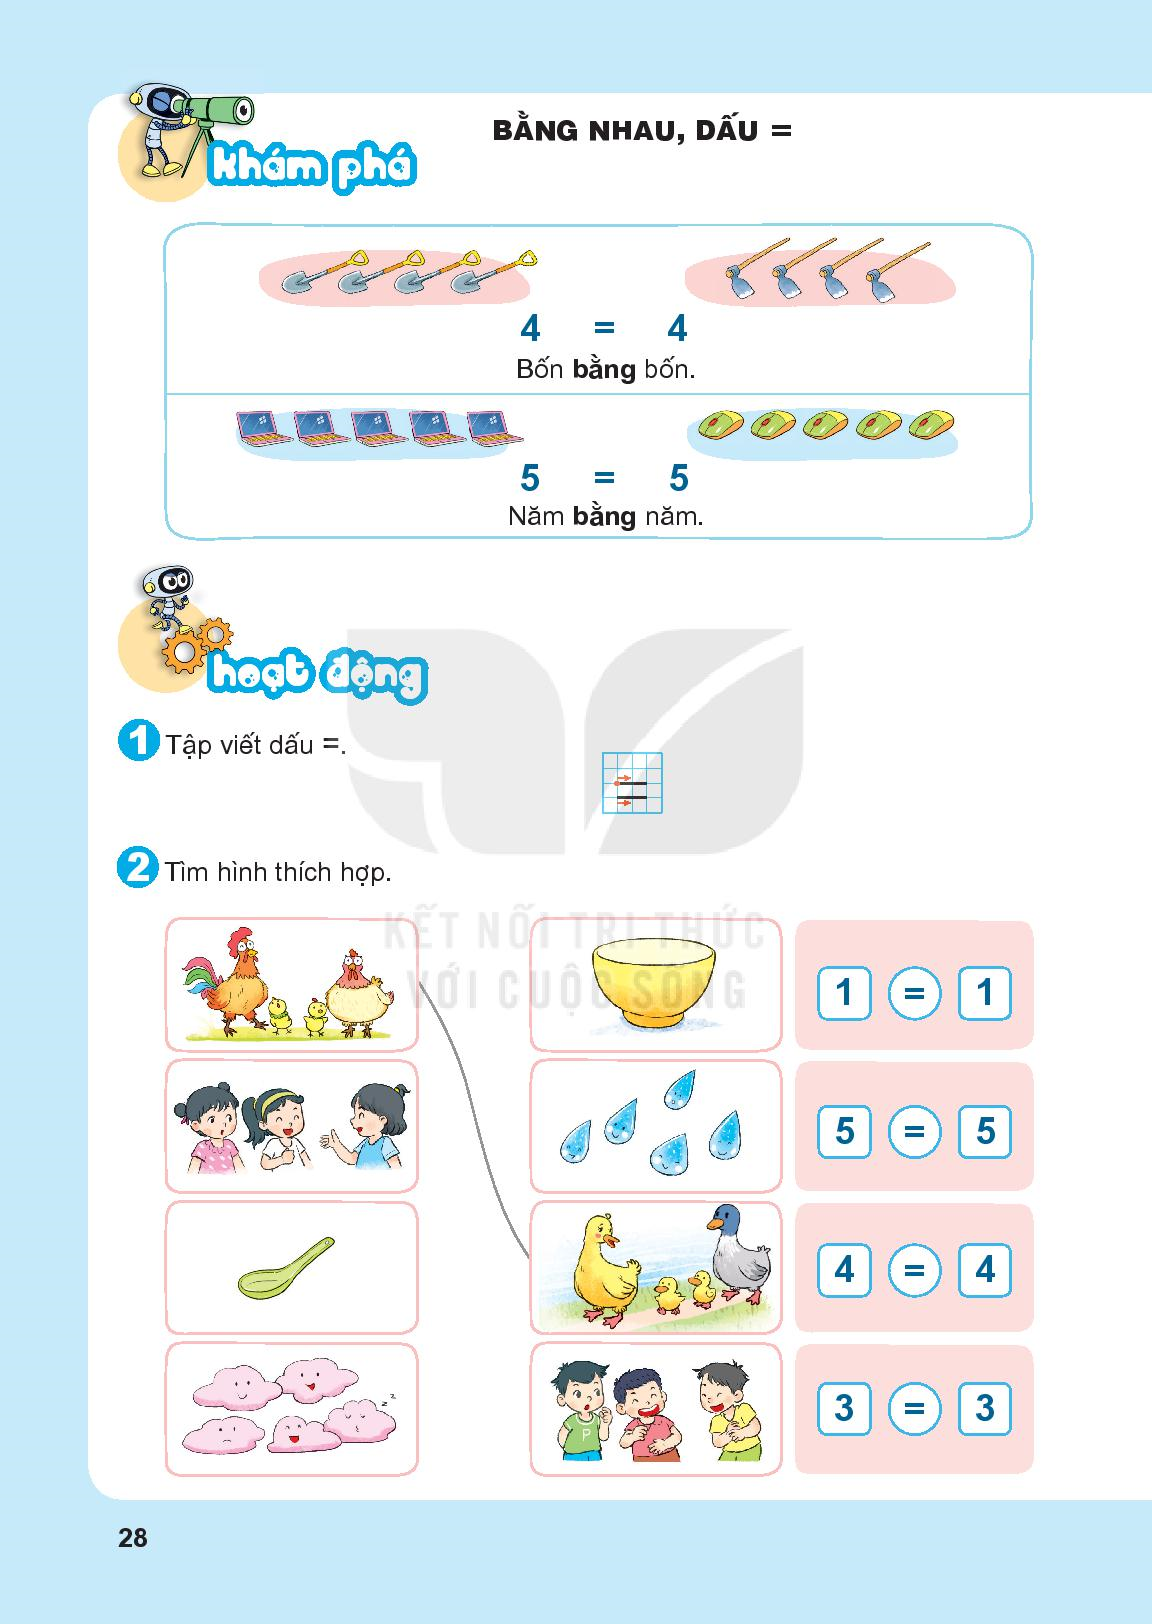 BẰNG NHAU, DẤU =
khám phá
4 = 4
Bốn bằng bốn.
5 = 5
Năm bằng năm.
hoạt động
1 Tập viết dấu =.
2 Tìm hình thích hợp.
KẾT NỐI TRI THỨC
VỚI CUỘC SỐNG
1 = 1
5 = 5
4 = 4
z
z
P
3 = 3
28